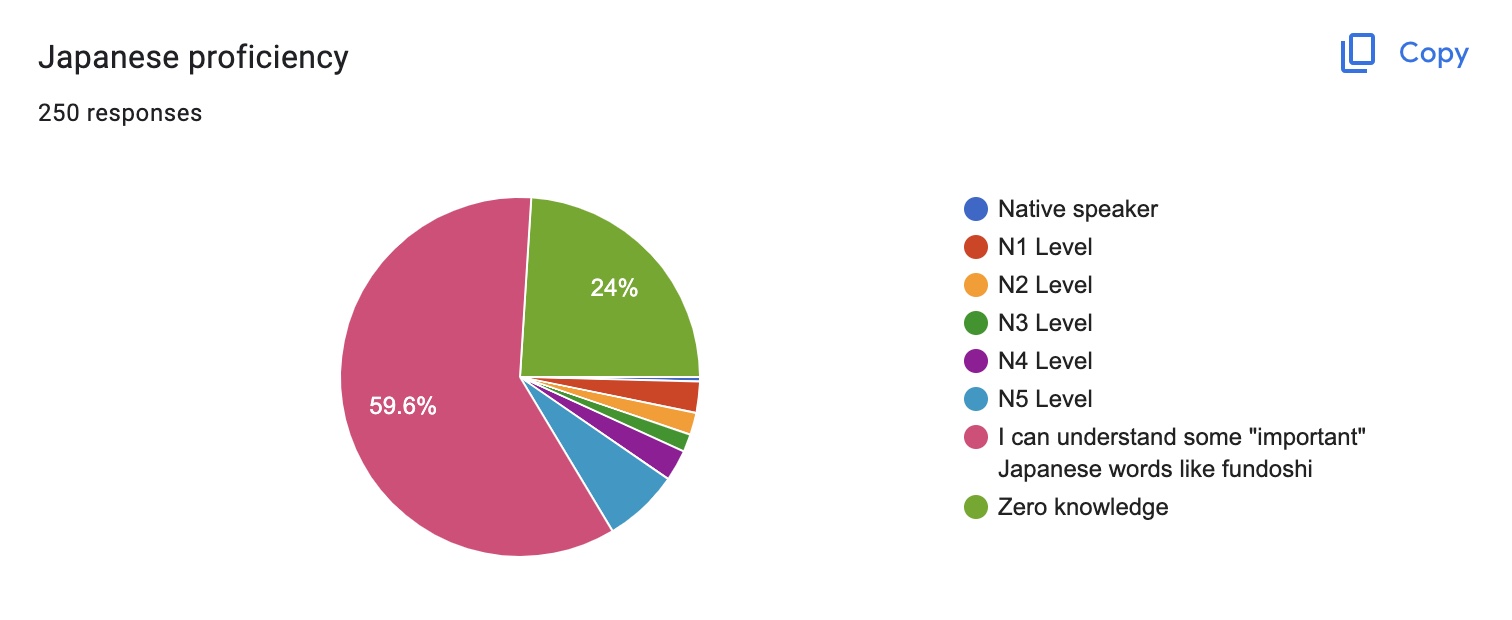 Japanese proficiency
Copy
250 responses
24%
59.6%
Native speaker
N1 Level
N2 Level
N3 Level
N4 Level
N5 Level
I can understand some "important"
Japanese words like fundoshi
Zero knowledge